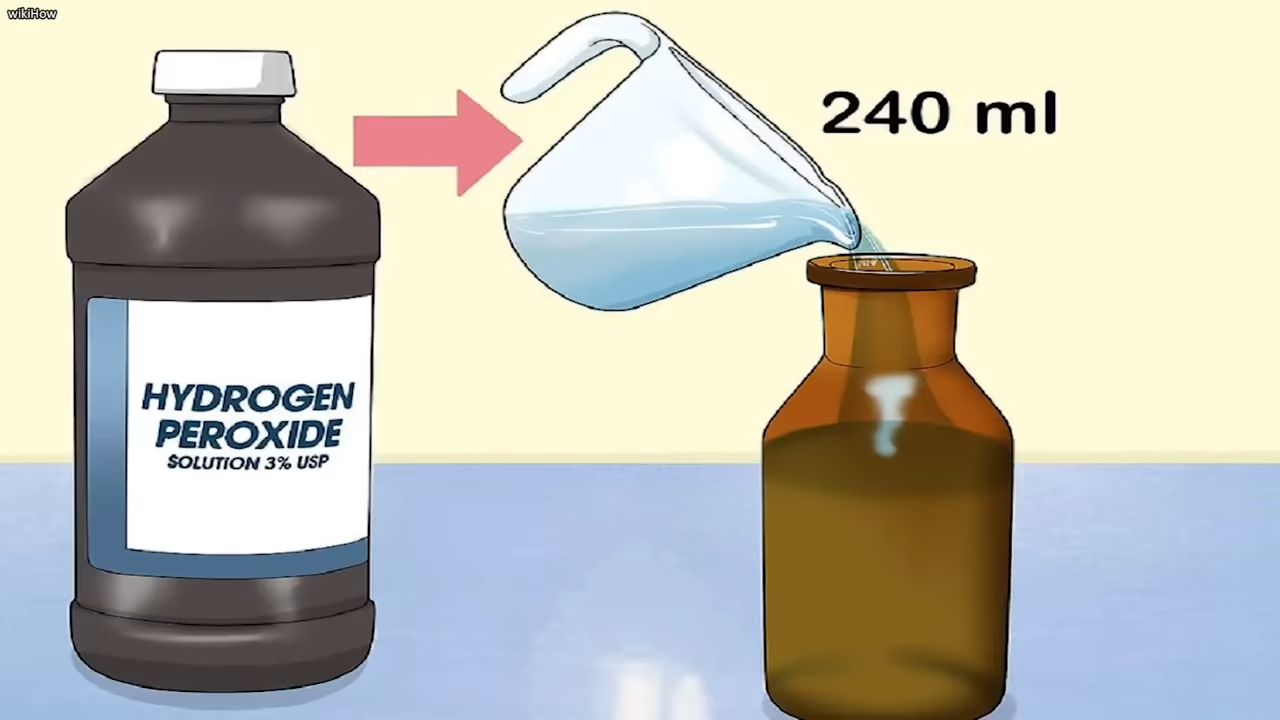 wikiHow
240 ml
HYDROGEN
PEROXIDE
SOLUTION 3% USP